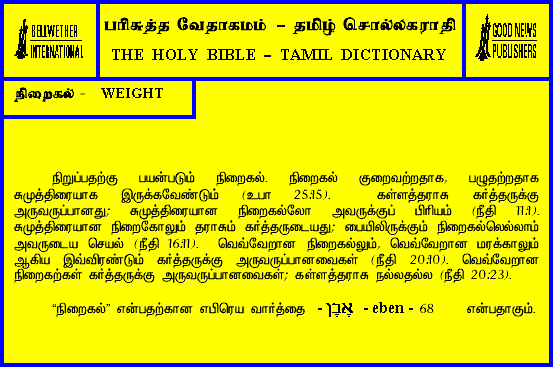 BELLWETHER
INTERNATIONAL
பரிசுத்த வேதாகமம் – தமிழ் சொல்லகராதி
THE HOLY BIBLE – TAMIL DICTIONARY
GOOD NEWS
PUBLISHERS
நிறைகல் - WEIGHT
நிறுப்பதற்கு பயன்படும் நிறைகல். நிறைகல் குறைவற்றதாக, பழுதற்றதாக
சுமுத்திரையாக இருக்கவேண்டும் (உபா 25:15). கள்ளத்தராசு கர்த்தருக்கு
அருவருப்பானது; சுமுத்திரையான நிறைகல்லோ அவருக்குப் பிரியம் (நீதி 11:1).
சுமுத்திரையான நிறைகோலும் தராசும் கர்த்தருடையது; பையிலிருக்கும் நிறைகல்லெல்லாம்
அவருடைய செயல் (நீதி 16:11). வெவ்வேறான நிறைகல்லும், வெவ்வேறான மரக்காலும்
ஆகிய இவ்விரண்டும் கர்த்தருக்கு அருவருப்பானவைகள் (நீதி 20:10). வெவ்வேறான
நிறைகற்கள் கர்த்தருக்கு அருவருப்பானவைகள்; கள்ளத்தராசு நல்லதல்ல (நீதி 20:23).
“நிறைகல்” என்பதற்கான எபிரெய வார்த்தை - אֶבֶן - eben - 68 என்பதாகும்.